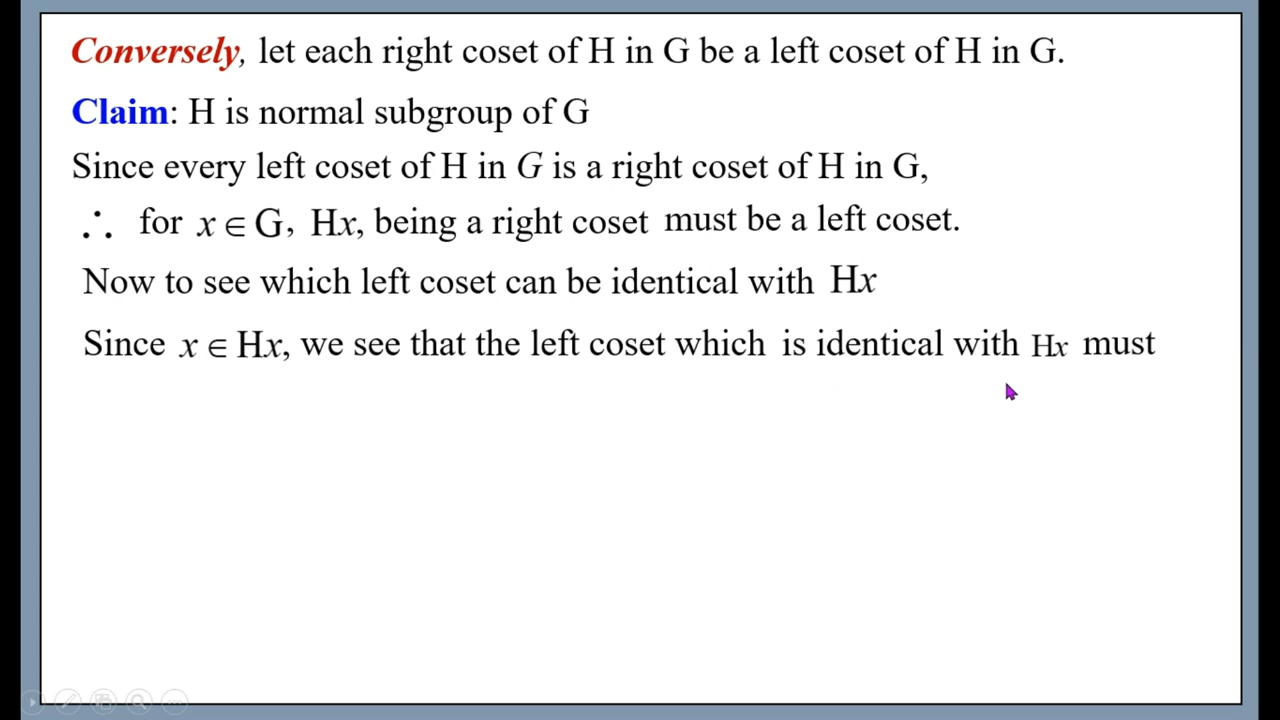 Conversely, let each right coset of H in G be a left coset of H in G.
Claim: H is normal subgroup of G
Since every left coset of H in G is a right coset of H in G,
∴ for x ∈ G, Hx, being a right coset must be a left coset.
Now to see which left coset can be identical with Hx
Since x ∈ Hx, we see that the left coset which is identical with Hx must